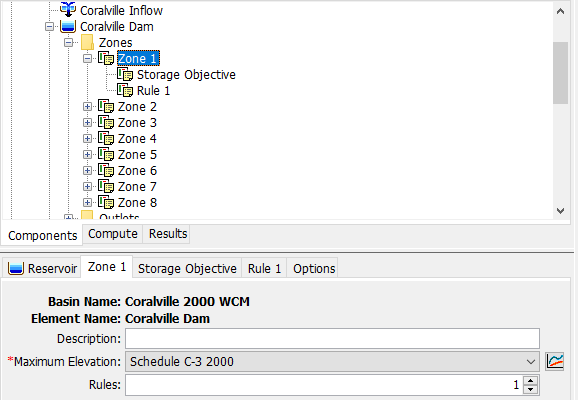 Coralville Inflow
Coralville Dam
Zones
Zone 1
Storage Objective
Rule 1
Zone 2
Zone 3
Zone 4
Zone 5
Zone 6
Zone 7
Zone 8
Outlets
Components Compute Results
Reservoir Zone 1 Storage Objective Rule 1 Options
Basin Name: Coralville 2000 WCM
Element Name: Coralville Dam
Description:
*Maximum Elevation: Schedule C-3 2000
Rules: 1